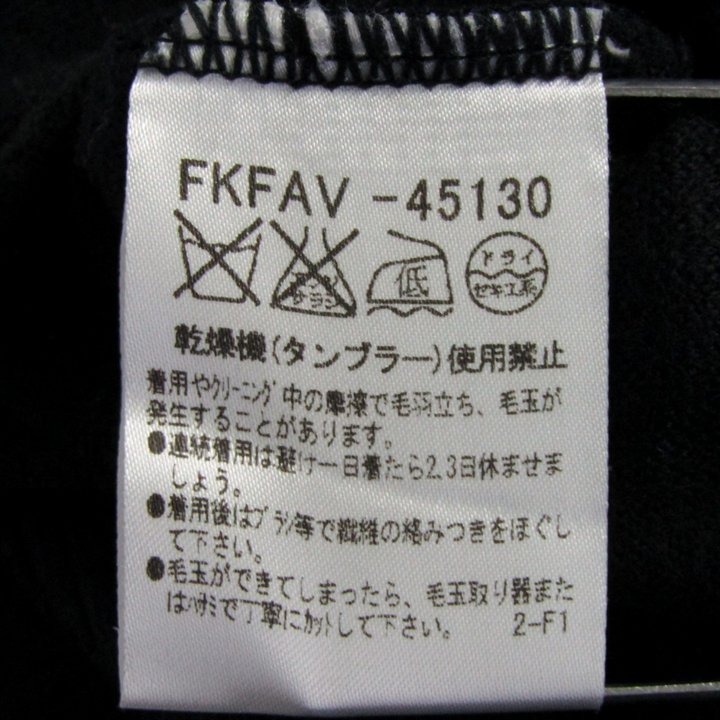 FKFAV -45130
エンソ
サラシ
低
ドライ
セキユ系
乾燥機(タンブラー)使用禁止
着用やクリーニング中の摩擦で毛羽立ち、毛玉が
発生することがあります。
●連続着用は避け一日着たら2.3日休ませま
しょう。
●着用後はブラシ等で繊維の絡みつきをほぐし
て下さい。
●毛玉ができてしまったら、毛玉取り器また
はハサミで丁寧にカットして下さい。 2-F1